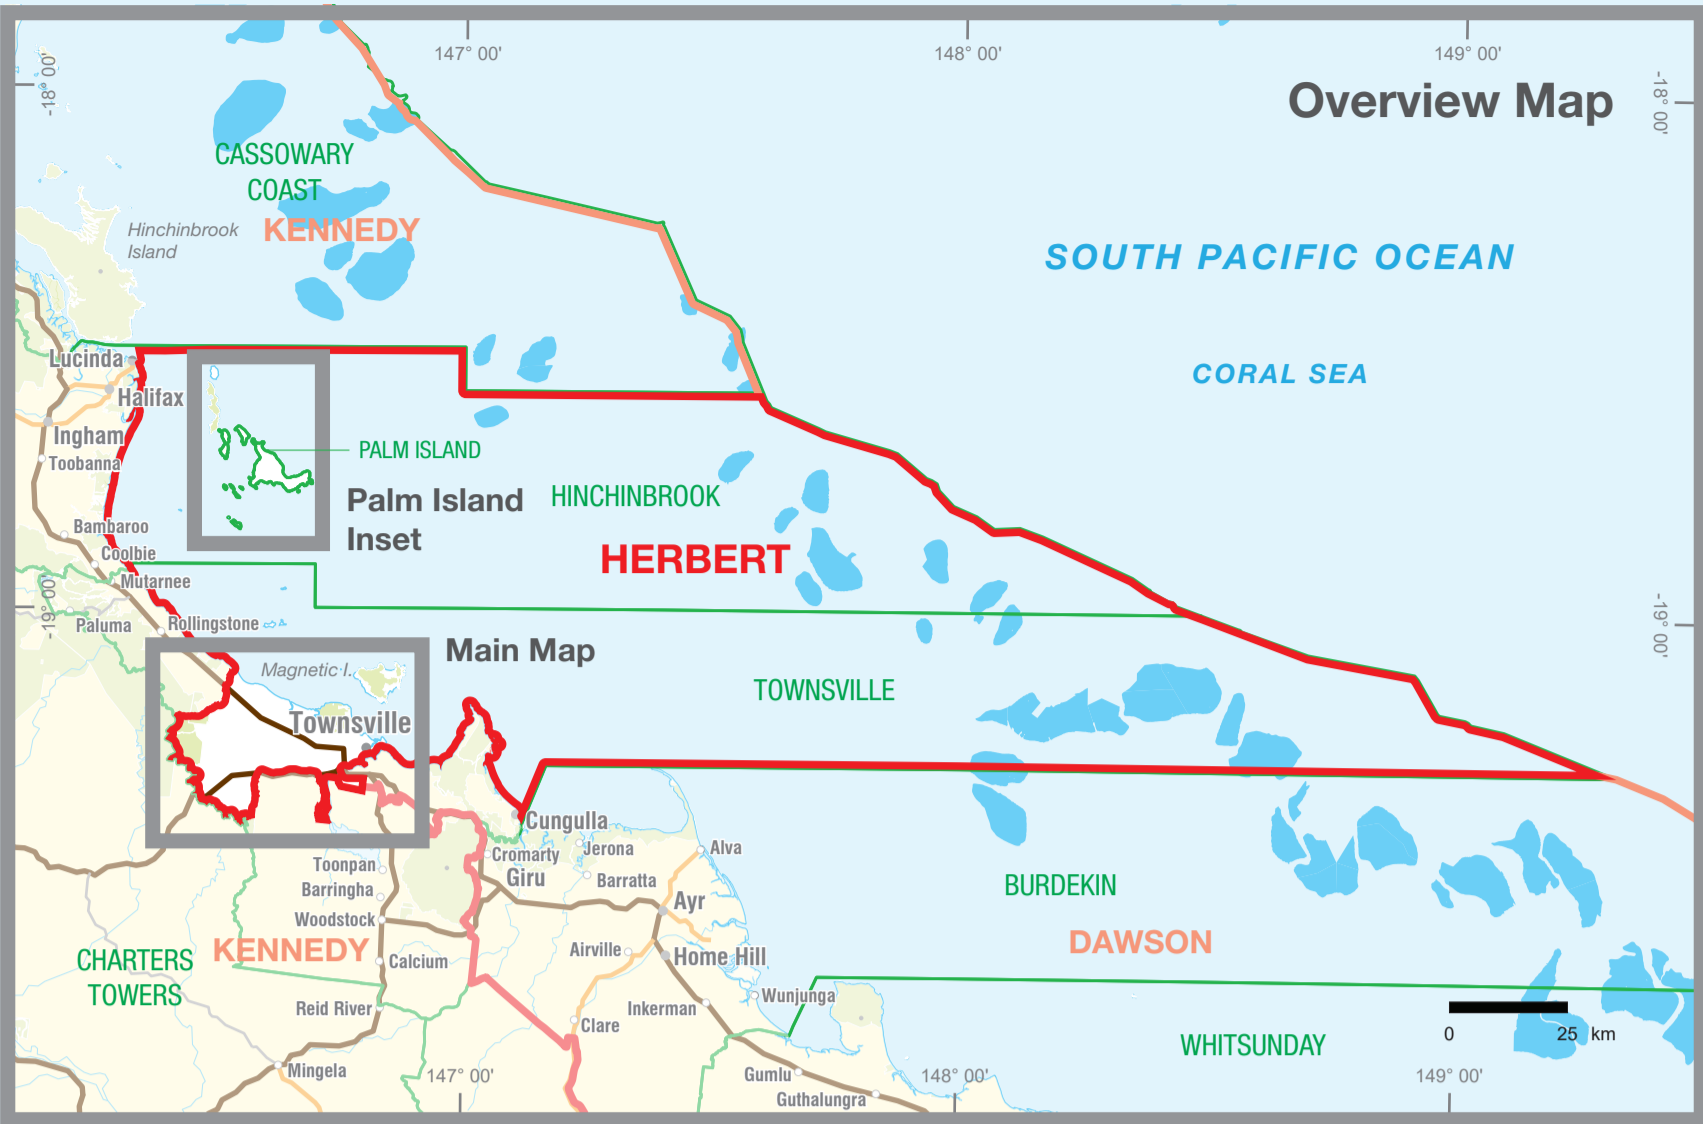 147° 00'
148° 00'
149° 00'
-18° 00'
-18° 00'
Overview Map
CASSOWARY
COAST
KENNEDY
Hinchinbrook
Island
SOUTH PACIFIC OCEAN
CORAL SEA
Lucinda
Halifax
Ingham
Toobanna
PALM ISLAND
Palm Island
Inset
HINCHINBROOK
HERBERT
Bambaroo
Coolbie
Mutarnee
-19° 00'
-19° 00'
Paluma
Rollingstone
Main Map
Magnetic I.
Townsville
TOWNSVILLE
Cungulla
Cromarty
Jerona
Alva
Giru
Barratta
Toonpan
Barringha
Woodstock
Ayr
BURDEKIN
KENNEDY
DAWSON
CHARTERS
TOWERS
Calcium
Airville
Home Hill
Reid River
Inkerman
Wunjunga
Clare
WHITSUNDAY
0 25 km
Mingela
Gumlu
Guthalungra
147° 00'
148° 00'
149° 00'